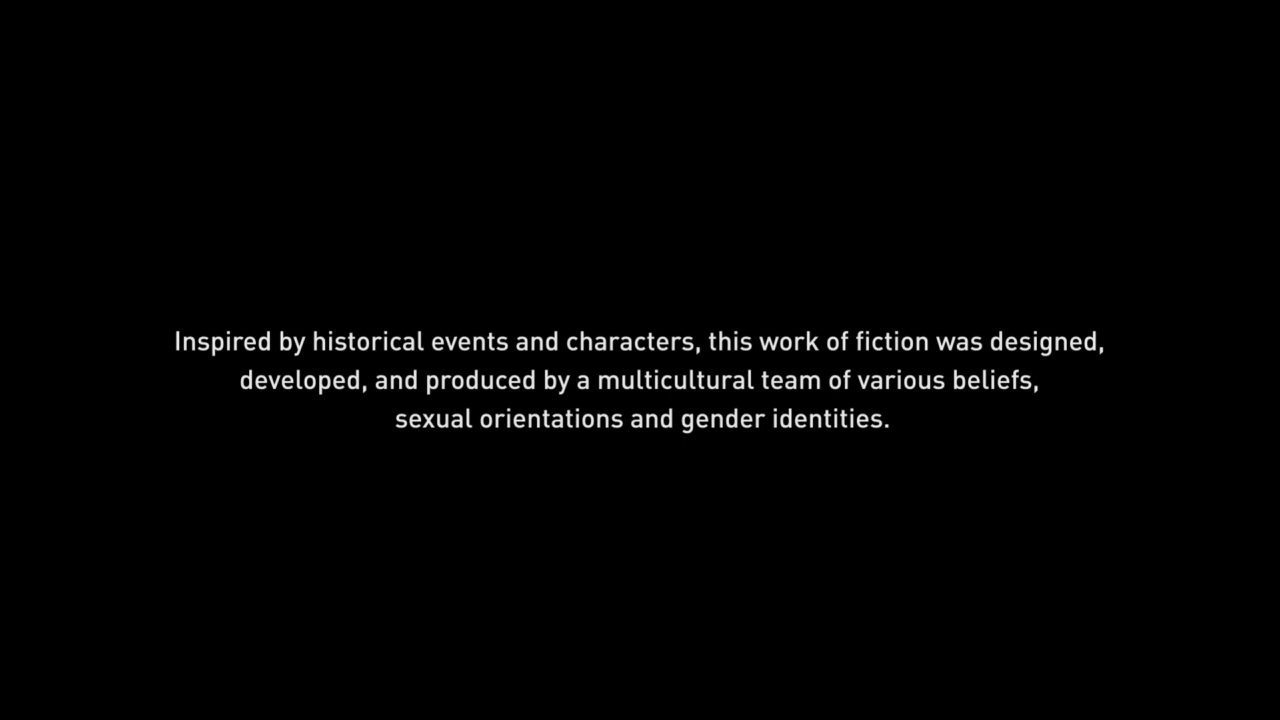 Inspired by historical events and characters, this work of fiction was designed,
developed, and produced by a multicultural team of various beliefs,
sexual orientations and gender identities.